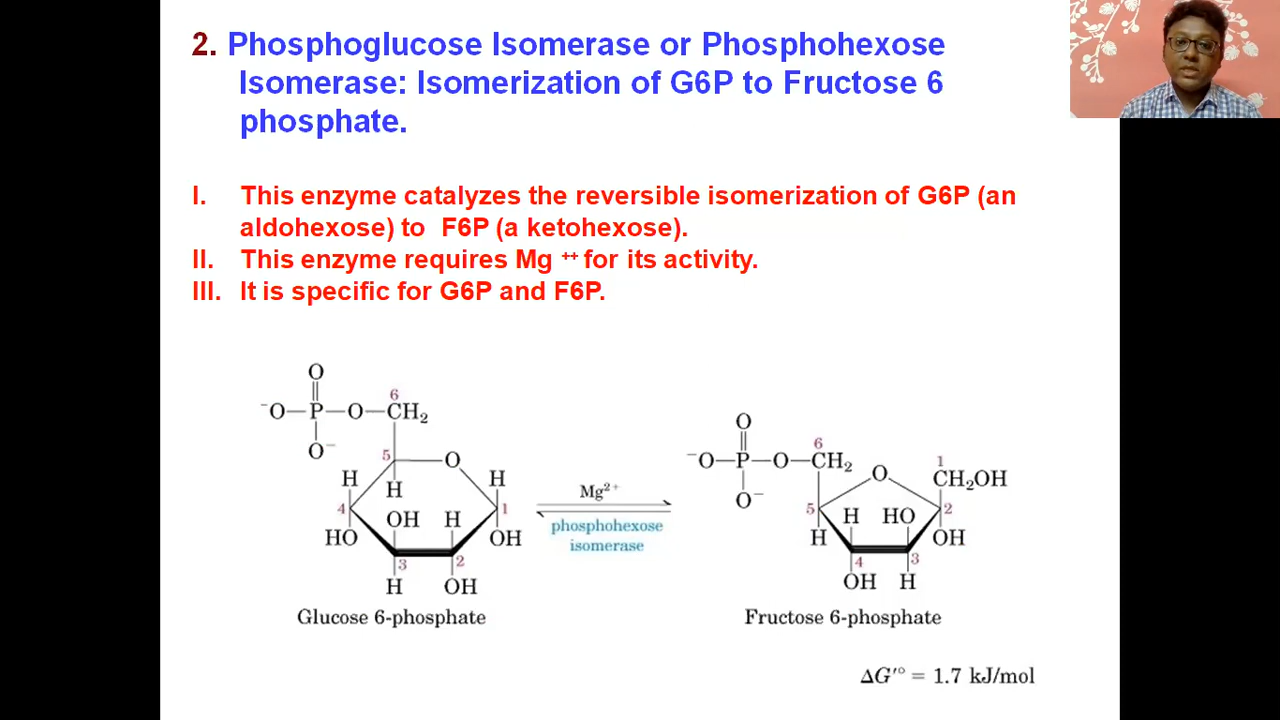 2. Phosphoglucose Isomerase or Phosphohexose
Isomerase: Isomerization of G6P to Fructose 6
phosphate.
I. This enzyme catalyzes the reversible isomerization of G6P (an
aldohexose) to F6P (a ketohexose).
II. This enzyme requires Mg ++ for its activity.
III. It is specific for G6P and F6P.
O
⁻O—P—O—CH₂
6
O⁻
5
O
H
H
H
4
1
OH
H
HO
OH
3
2
H
OH
Glucose 6-phosphate
Mg²⁺
phosphohexose
isomerase
O
⁻O—P—O—CH₂
6
O⁻
O
1
CH₂OH
5
H
HO
2
H
OH
4
3
OH
H
Fructose 6-phosphate
ΔG′° = 1.7 kJ/mol